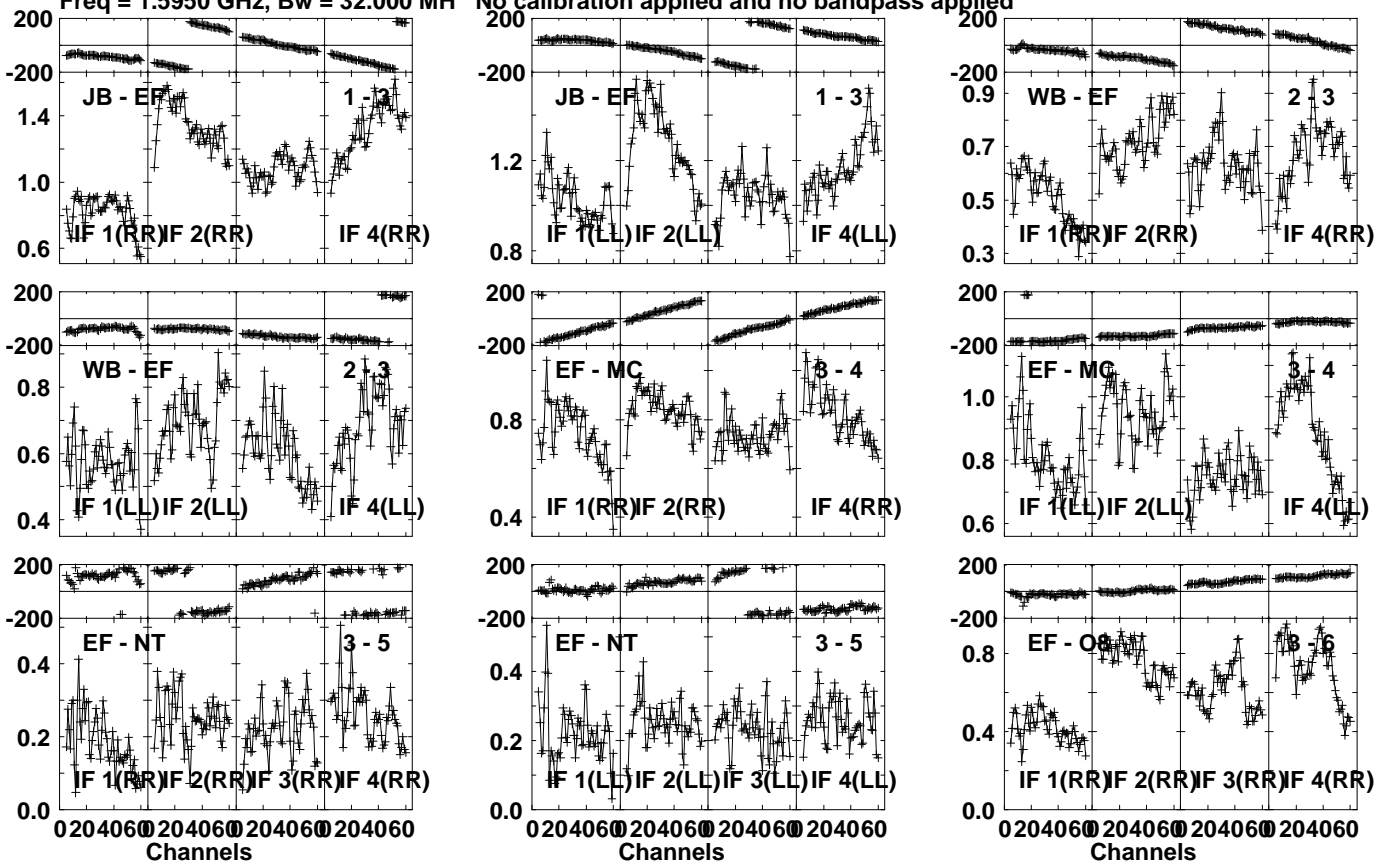 Freq = 1.5950 GHz, Bw = 32.000 MH No calibration applied and no bandpass applied
200
-200
JB - EF 1 - 3
1.4
1.0
0.6
IF 1(RR) IF 2(RR) IF 4(RR)
JB - EF 1 - 3
1.2
0.8
IF 1(LL) IF 2(LL) IF 4(LL)
200
-200
WB - EF 2 - 3
0.9
0.7
0.5
0.3
IF 1(RR) IF 2(RR) IF 4(RR)
200
-200
WB - EF 2 - 3
0.8
0.6
0.4
IF 1(LL) IF 2(LL) IF 4(LL)
EF - MC 3 - 4
0.8
0.4
IF 1(RR) IF 2(RR) IF 4(RR)
200
-200
EF - MC 3 - 4
1.0
0.8
0.6
IF 1(LL) IF 2(LL) IF 4(LL)
200
-200
EF - NT 3 - 5
0.4
0.2
0.0
IF 1(RR) IF 2(RR) IF 3(RR) IF 4(RR)
0 20 40 60 0 20 40 60 0 20 40 60 0 20 40 60
Channels
200
-200
EF - NT 3 - 5
0.4
0.2
0.0
IF 1(LL) IF 2(LL) IF 3(LL) IF 4(LL)
0 20 40 60 0 20 40 60 0 20 40 60 0 20 40 60
Channels
200
-200
EF - O8 3 - 6
0.8
0.4
0.0
IF 1(RR) IF 2(RR) IF 3(RR) IF 4(RR)
0 20 40 60 0 20 40 60 0 20 40 60 0 20 40 60
Channels